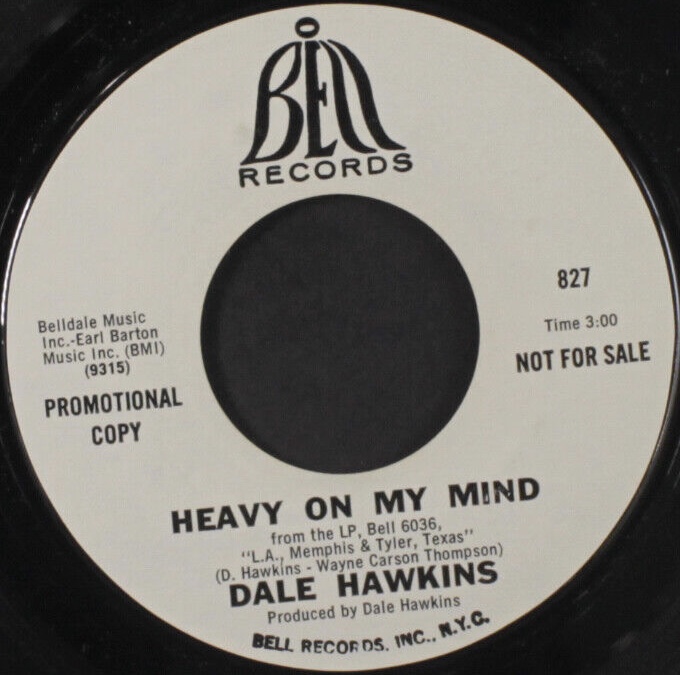 BELL
RECORDS
827
Time 3:00
NOT FOR SALE
Belldale Music
Inc.-Earl Barton
Music Inc. (BMI)
(9315)
PROMOTIONAL
COPY
HEAVY ON MY MIND
from the LP, Bell 6036,
"L.A., Memphis & Tyler, Texas"
(D. Hawkins - Wayne Carson Thompson)
DALE HAWKINS
Produced by Dale Hawkins
BELL RECORDS, INC., N.Y.C.